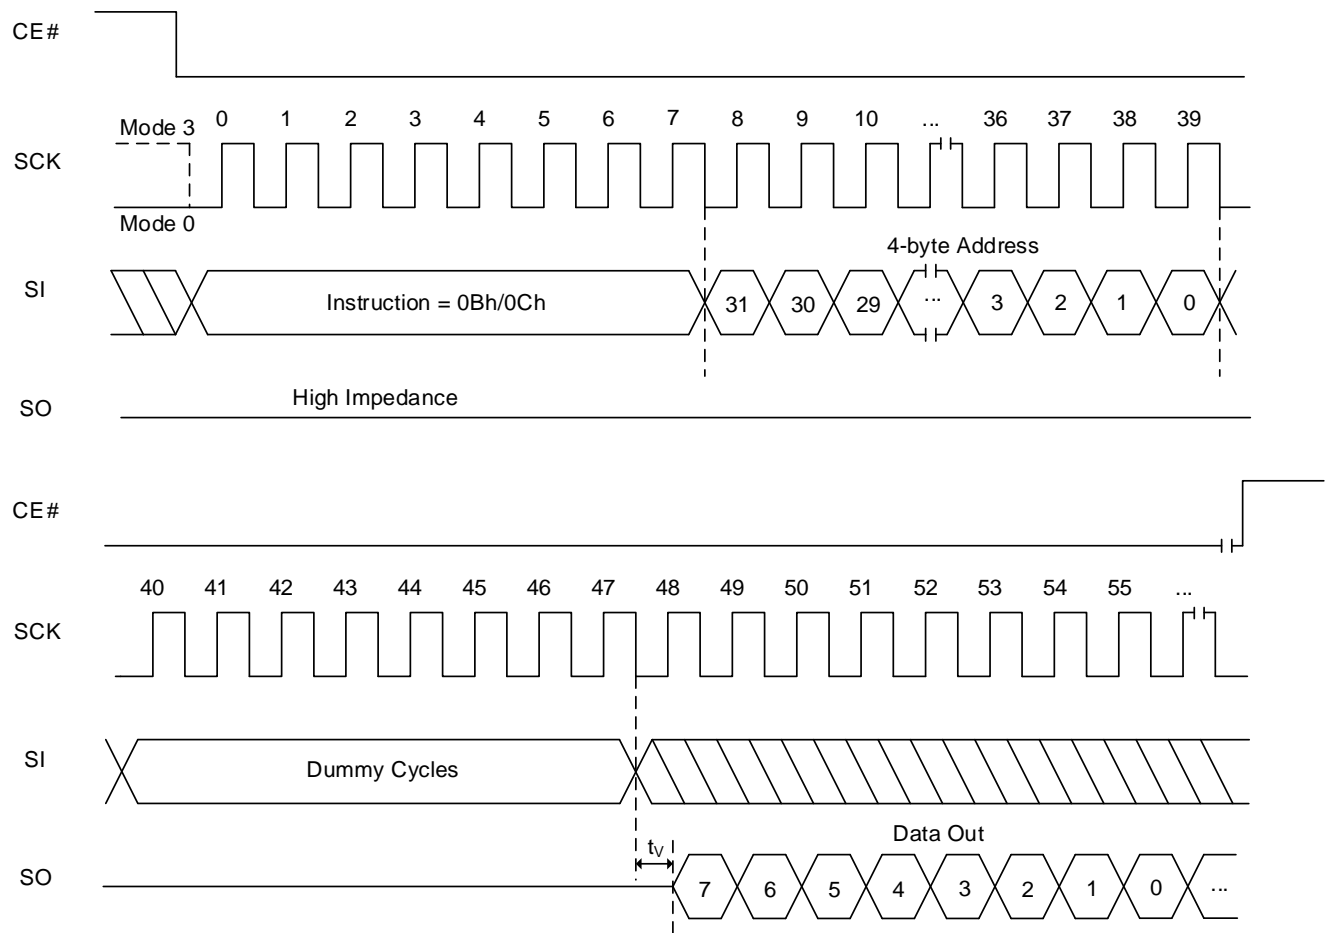 CE#
Mode 3 0 1 2 3 4 5 6 7 8 9 10 ... 36 37 38 39
SCK
Mode 0
4-byte Address
SI Instruction = 0Bh/0Ch 31 30 29 ... 3 2 1 0
High Impedance
SO
CE#
40 41 42 43 44 45 46 47 48 49 50 51 52 53 54 55 ...
SCK
SI Dummy Cycles
Data Out
tV
SO 7 6 5 4 3 2 1 0 ...